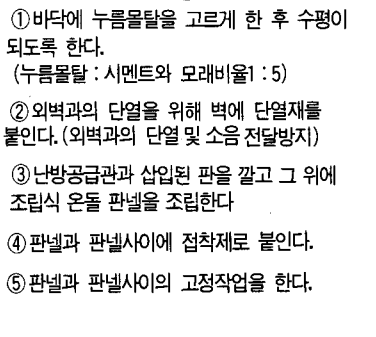 ①바닥에 누름몰탈을 고르게 한 후 수평이
되도록 한다.
(누름몰탈 : 시멘트와 모래비율1 : 5)
②외벽과의 단열을 위해 벽에 단열재를
붙인다.(외벽과의 단열 및 소음 전달방지)
③난방공급관과 삽입된 판을 깔고 그 위에
조립식 온돌 판넬을 조립한다
④판넬과 판넬사이에 접착제로 붙인다.
⑤판넬과 판넬사이의 고정작업을 한다.